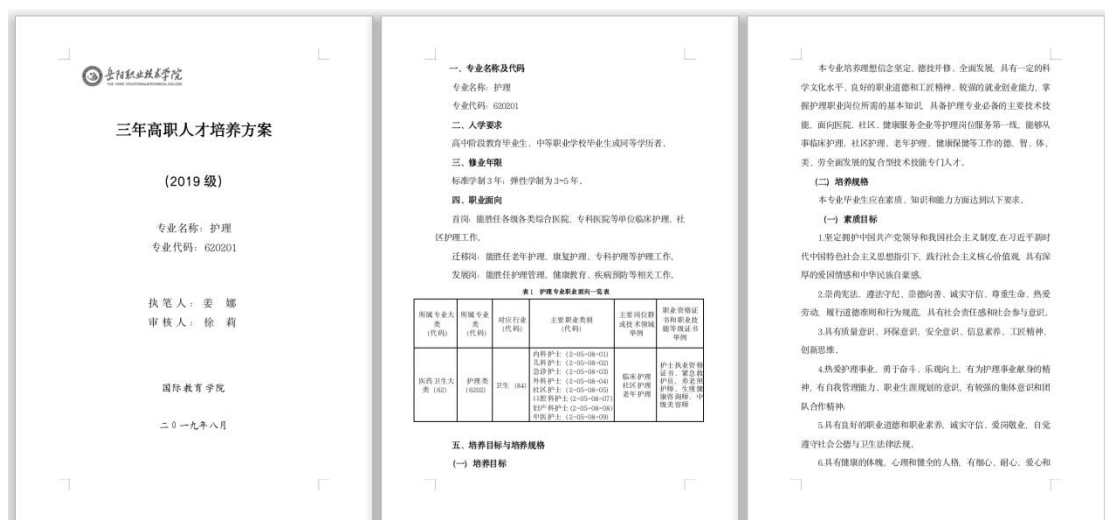 岳阳职业技术学院
三年高职人才培养方案
(2019 级)
专业名称：护理
专业代码：620201
执笔人：姜 娜
审核人：徐 莉
国际教育学院
二0一九年八月
一、专业名称及代码
专业名称：护理
专业代码：620201
二、入学要求
高中阶段教育毕业生、中等职业学校毕业生或同等学历者。
三、修业年限
标准学制 3 年；弹性学制为 3~5 年。
四、职业面向
首岗：能胜任各级各类综合医院、专科医院等单位临床护理、社
区护理工作。
迁移岗：能胜任老年护理、康复护理、专科护理等护理工作。
发展岗：能胜任护理管理、健康教育、疾病预防等相关工作。
表 1 护理专业职业面向一览表
所属专业大
类
(代码)
所属专业
类
(代码)
对应行业
(代码)
主要职业类别
(代码)
主要岗位群
或技术领域
举例
职业资格证
书和职业技
能等级证书
举例
医药卫生大
类 (62)
护理类
(6202)
卫生 (84)
内科护士 (2-05-08-01)
儿科护士 (2-05-08-02)
急诊护士 (2-05-08-03)
外科护士 (2-05-08-04)
社区护士 (2-05-08-05)
口腔科护士 (2-05-08-07)
妇产科护士 (2-05-08-08)
中医护士 (2-05-08-09)
临床护理
社区护理
老年护理
护士执业资格
证书、紧急救
护员、养老照
护师、生殖健
康咨询师、中
级美容师
五、培养目标与培养规格
(一) 培养目标
本专业培养理想信念坚定、德技并修、全面发展，具有一定的科
学文化水平、良好的职业道德和工匠精神、较强的就业创业能力，掌
握护理职业岗位所需的基本知识，具备护理专业必备的主要技术技
能，面向医院、社区、健康服务企业等护理岗位服务第一线，能够从
事临床护理、社区护理、老年护理、健康保健等工作的德、智、体、
美、劳全面发展的复合型技术技能专门人才。
(二) 培养规格
本专业毕业生应在素质、知识和能力方面达到以下要求。
(一) 素质目标
1.坚定拥护中国共产党领导和我国社会主义制度,在习近平新时
代中国特色社会主义思想指引下，践行社会主义核心价值观，具有深
厚的爱国情感和中华民族自豪感。
2.崇尚宪法、遵法守纪、崇德向善、诚实守信、尊重生命、热爱
劳动，履行道德准则和行为规范，具有社会责任感和社会参与意识。
3.具有质量意识、环保意识、安全意识、信息素养、工匠精神、
创新思维。
4.热爱护理事业，勇于奋斗、乐观向上，有为护理事业献身的精
神，有自我管理能力、职业生涯规划的意识，有较强的集体意识和团
队合作精神;
5.具有良好的职业道德和职业素养，诚实守信、爱岗敬业，自觉
遵守社会公德与卫生法律法规。
6.具有健康的体魄、心理和健全的人格，有细心、耐心、爱心和